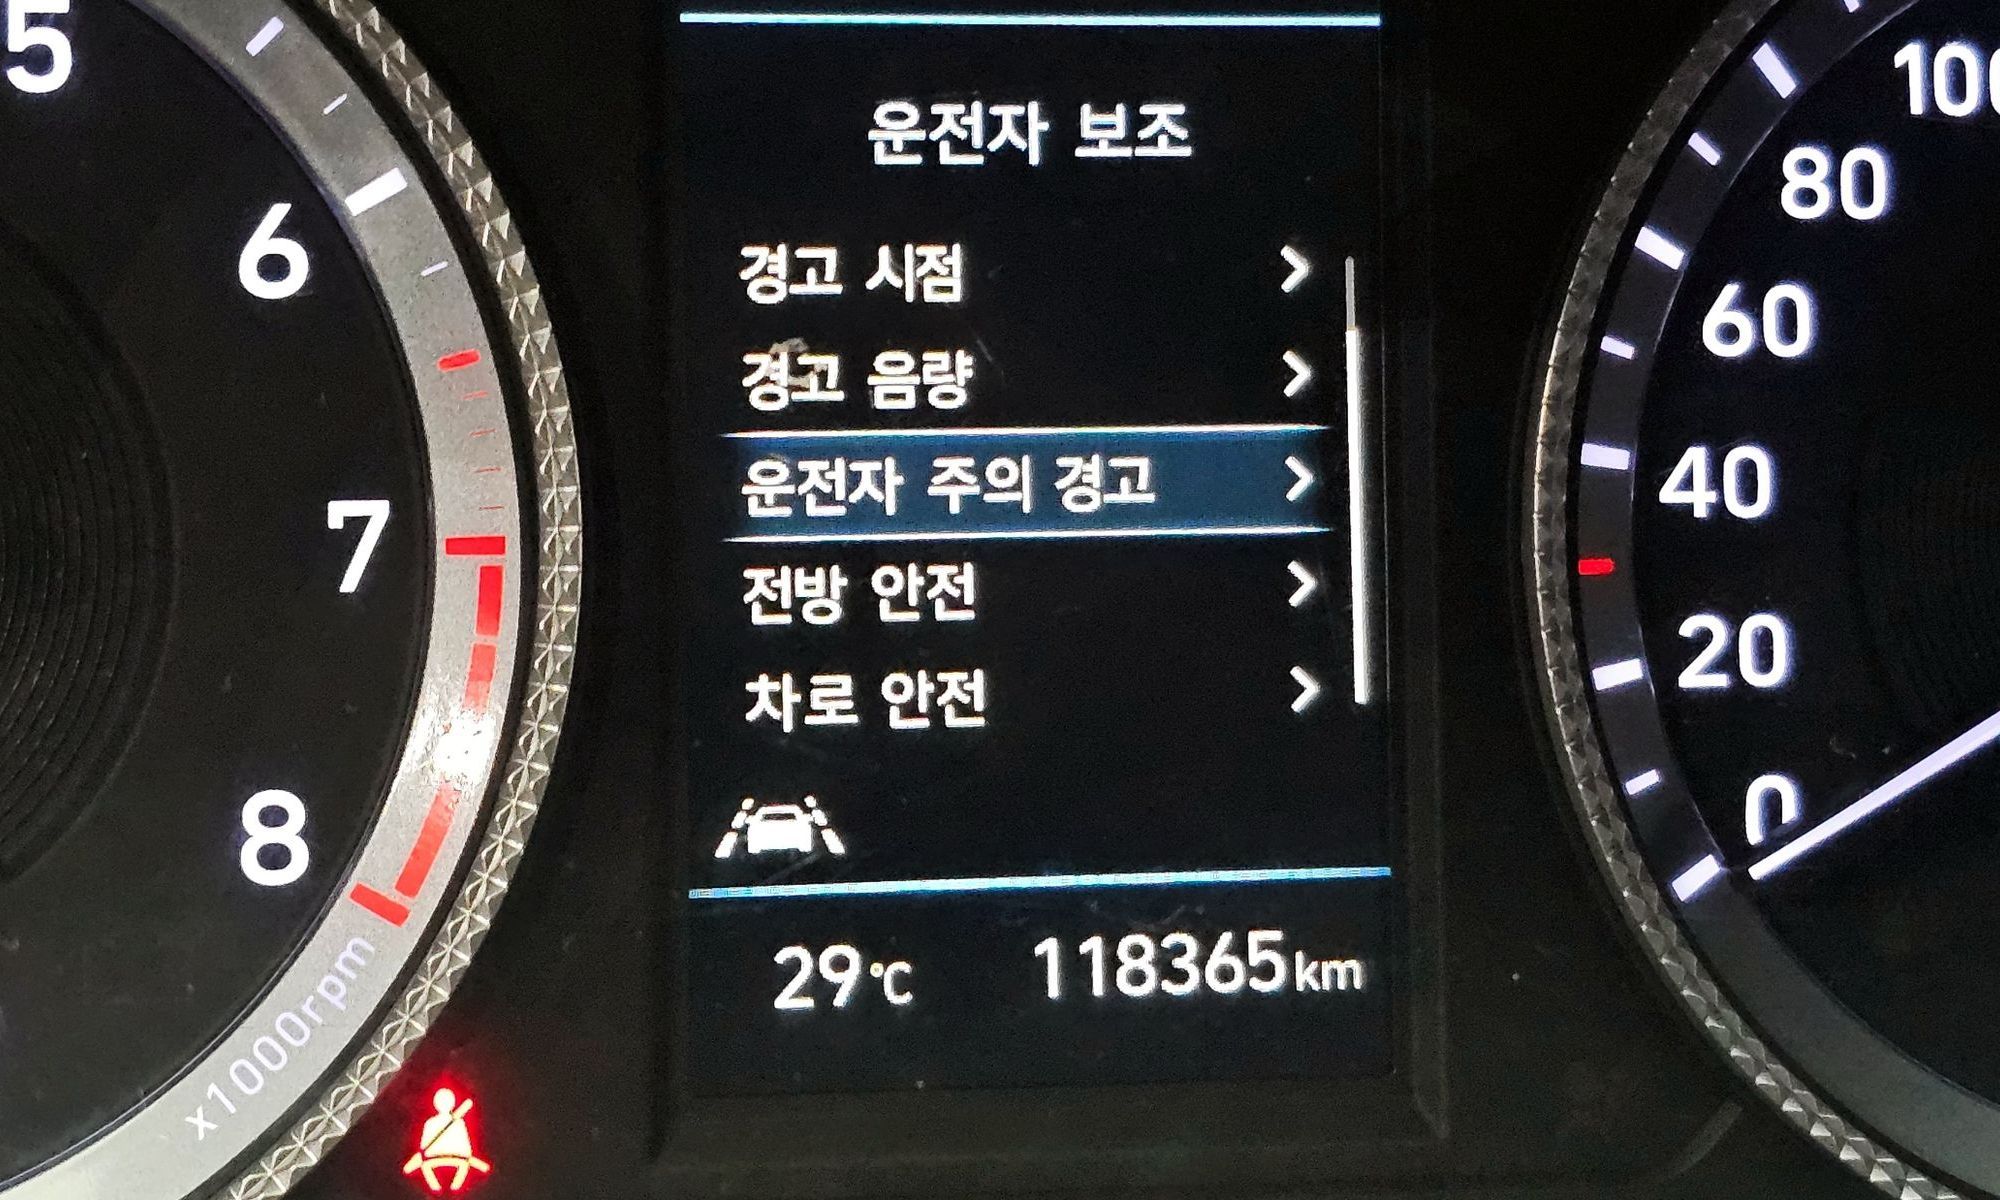 5
6
7
8
x1000rpm
운전자 보조
경고 시점
경고 음량
운전자 주의 경고
전방 안전
차로 안전
29℃ 118365km
100
80
60
40
20
0